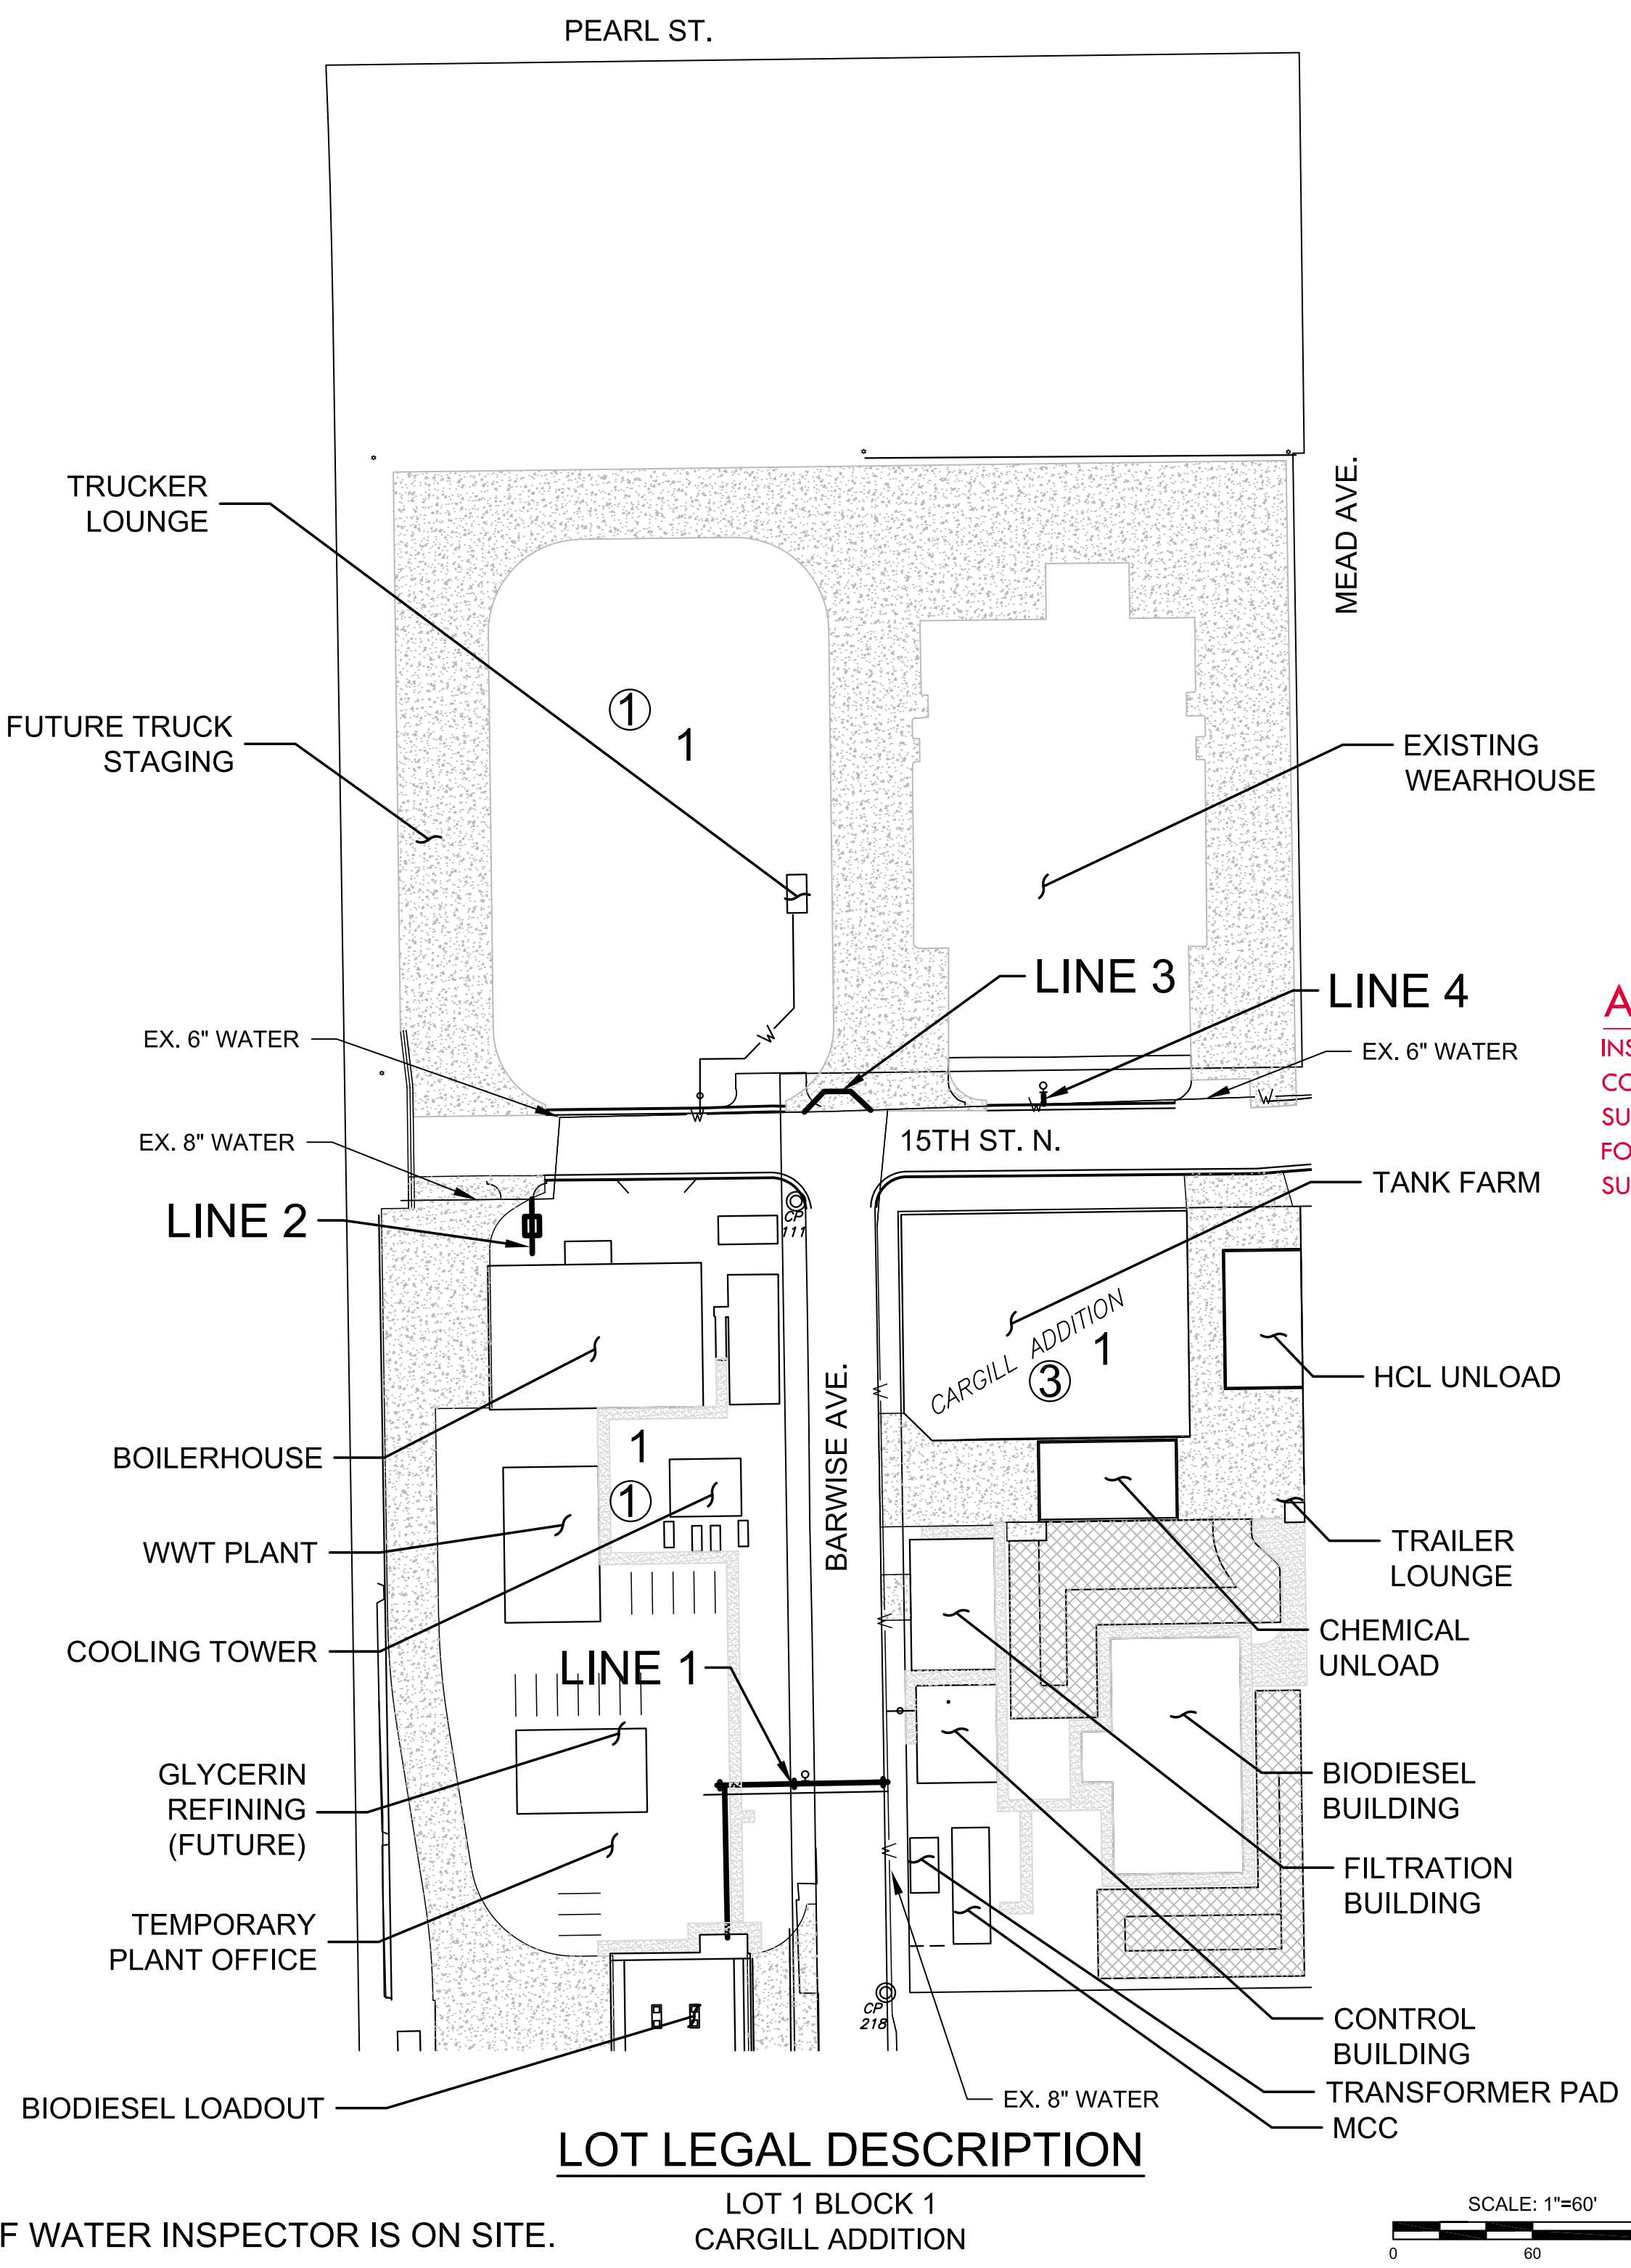 PEARL ST.
TRUCKER
LOUNGE
MEAD AVE.
1
1
FUTURE TRUCK
STAGING
EXISTING
WEARHOUSE
LINE 3
LINE 4
EX. 6" WATER
EX. 6" WATER
W
W
W
W
EX. 8" WATER
15TH ST. N.
TANK FARM
LINE 2
CP
111
CARGILL ADDITION
1
3
W
HCL UNLOAD
BARWISE AVE.
BOILERHOUSE
1
1
WWT PLANT
TRAILER
LOUNGE
COOLING TOWER
W
CHEMICAL
UNLOAD
LINE 1
GLYCERIN
REFINING
(FUTURE)
BIODIESEL
BUILDING
W
FILTRATION
BUILDING
TEMPORARY
PLANT OFFICE
CP
218
CONTROL
BUILDING
TRANSFORMER PAD
MCC
BIODIESEL LOADOUT
EX. 8" WATER
LOT LEGAL DESCRIPTION
LOT 1 BLOCK 1
CARGILL ADDITION
F WATER INSPECTOR IS ON SITE.
SCALE: 1"=60'
0 60
A
INS
CO
SU
FO
SU